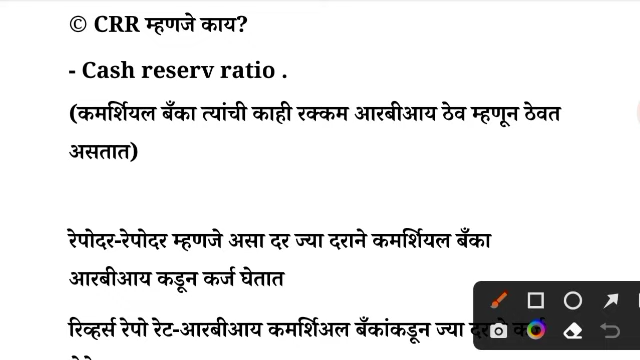 © CRR म्हणजे काय?
- Cash reserv ratio .
(कमर्शियल बँका त्यांची काही रक्कम आरबीआय ठेव म्हणून ठेवत
असतात)
रेपोदर-रेपोदर म्हणजे असा दर ज्या दराने कमर्शियल बँका
आरबीआय कडून कर्ज घेतात
रिव्हर्स रेपो रेट-आरबीआय कमर्शिअल बँकांकडून ज्या